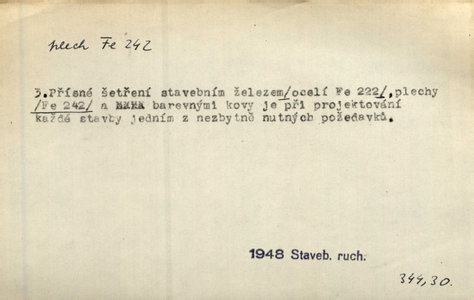 plech Fe 242
3.Přísné šetření stavebním železem/ocelí Fe 222/,plechy
/Fe 242/ a barevnými kovy je při projektování
každé stavby jedním z nezbytně nutných požedavků.
1948 Staveb. ruch.
344,30.